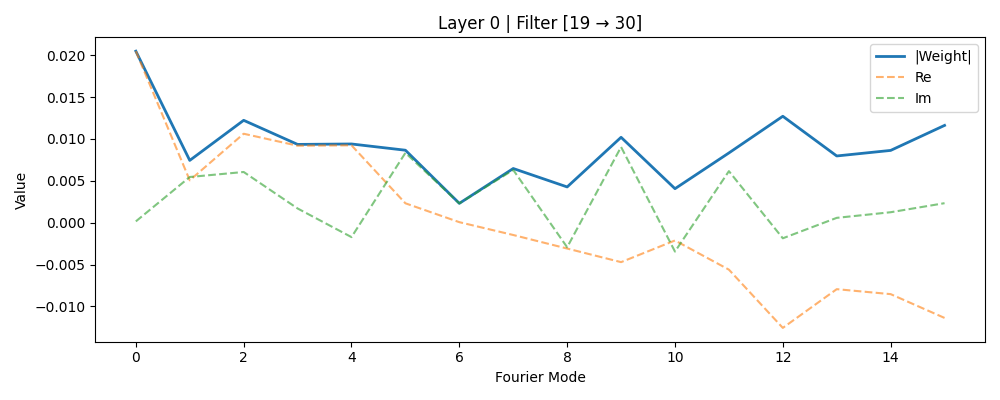 Layer 0 | Filter [19 → 30]
|Weight|
Re
Im
Value
0.020
0.015
0.010
0.005
0.000
−0.005
−0.010
0 2 4 6 8 10 12 14
Fourier Mode